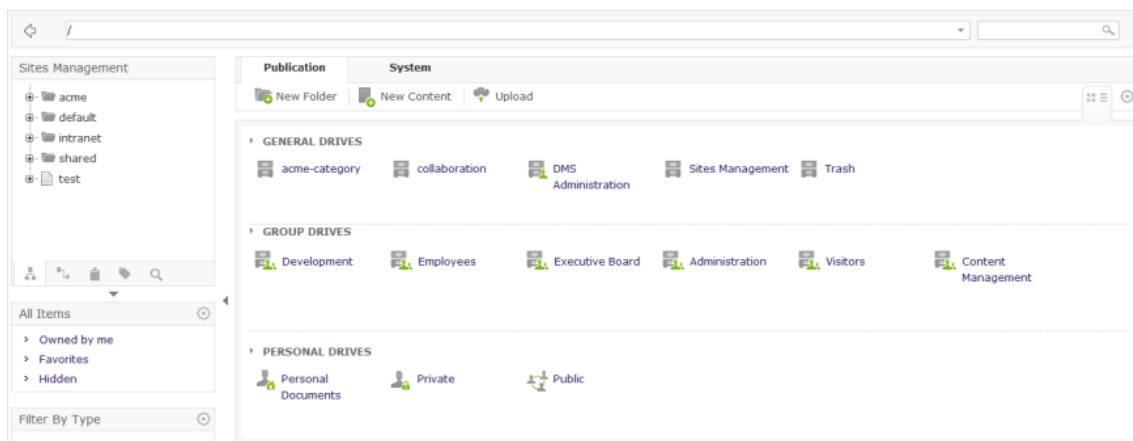 /
Sites Management
acme
default
intranet
shared
test
All Items
Owned by me
Favorites
Hidden
Filter By Type
Publication System
New Folder New Content Upload
GENERAL DRIVES
acme-category collaboration DMS Sites Management Trash
Administration
GROUP DRIVES
Development Employees Executive Board Administration Visitors Content
Management
PERSONAL DRIVES
Personal Private Public
Documents